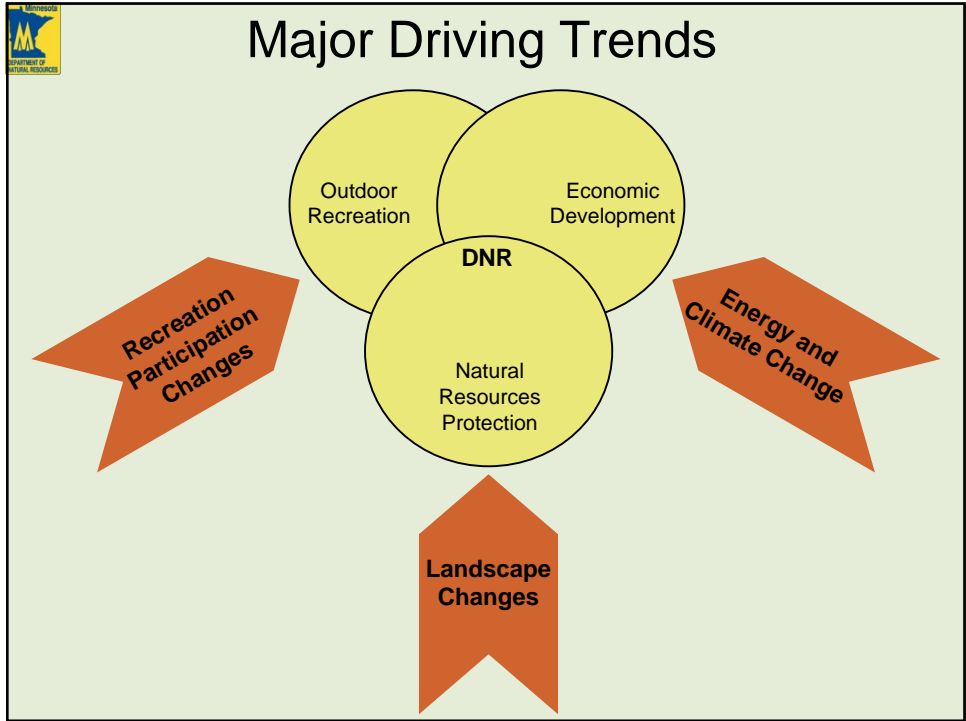 Minnesota
DEPARTMENT OF
NATURAL RESOURCES
Major Driving Trends
Outdoor
Recreation
Economic
Development
DNR
Natural
Resources
Protection
Recreation
Participation
Changes
Energy and
Climate Change
Landscape
Changes